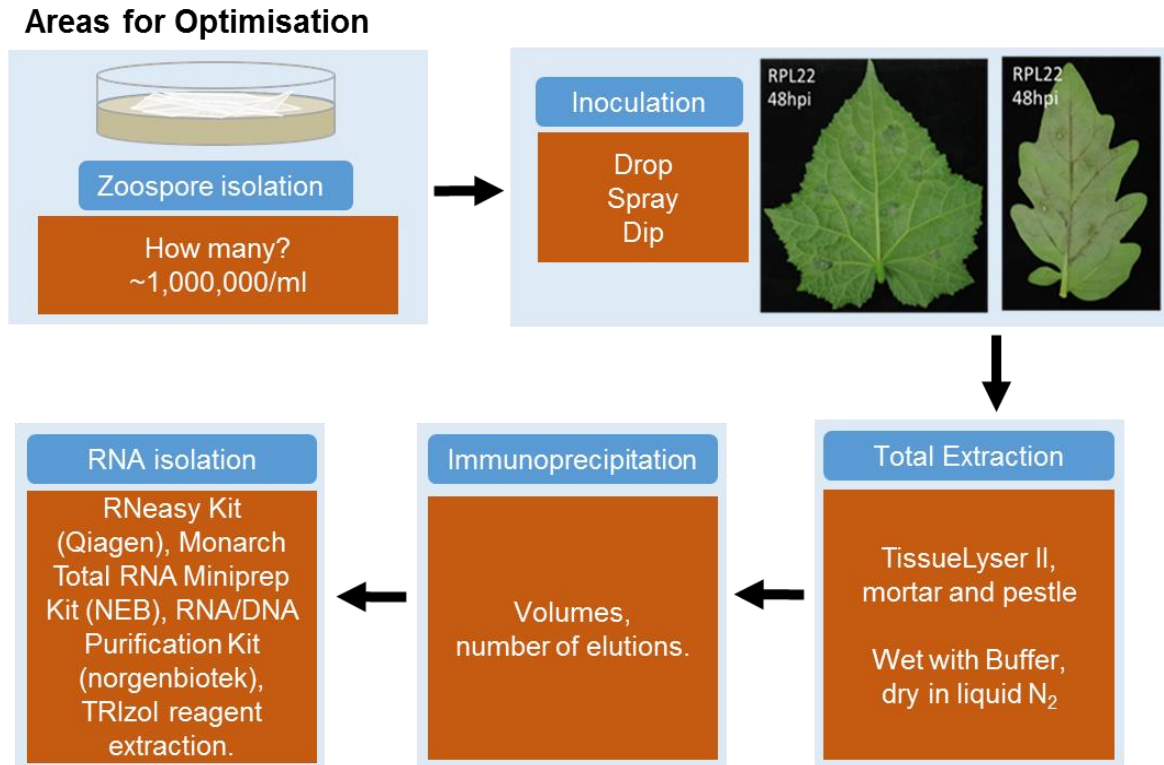 Areas for Optimisation
Zoospore isolation
How many?
~1,000,000/ml
Inoculation
Drop
Spray
Dip
RPL22
48hpi
RPL22
48hpi
Total Extraction
TissueLyser II,
mortar and pestle
Wet with Buffer,
dry in liquid N₂
Immunoprecipitation
Volumes,
number of elutions.
RNA isolation
RNeasy Kit
(Qiagen), Monarch
Total RNA Miniprep
Kit (NEB), RNA/DNA
Purification Kit
(norgenbiotek),
TRIzol reagent
extraction.